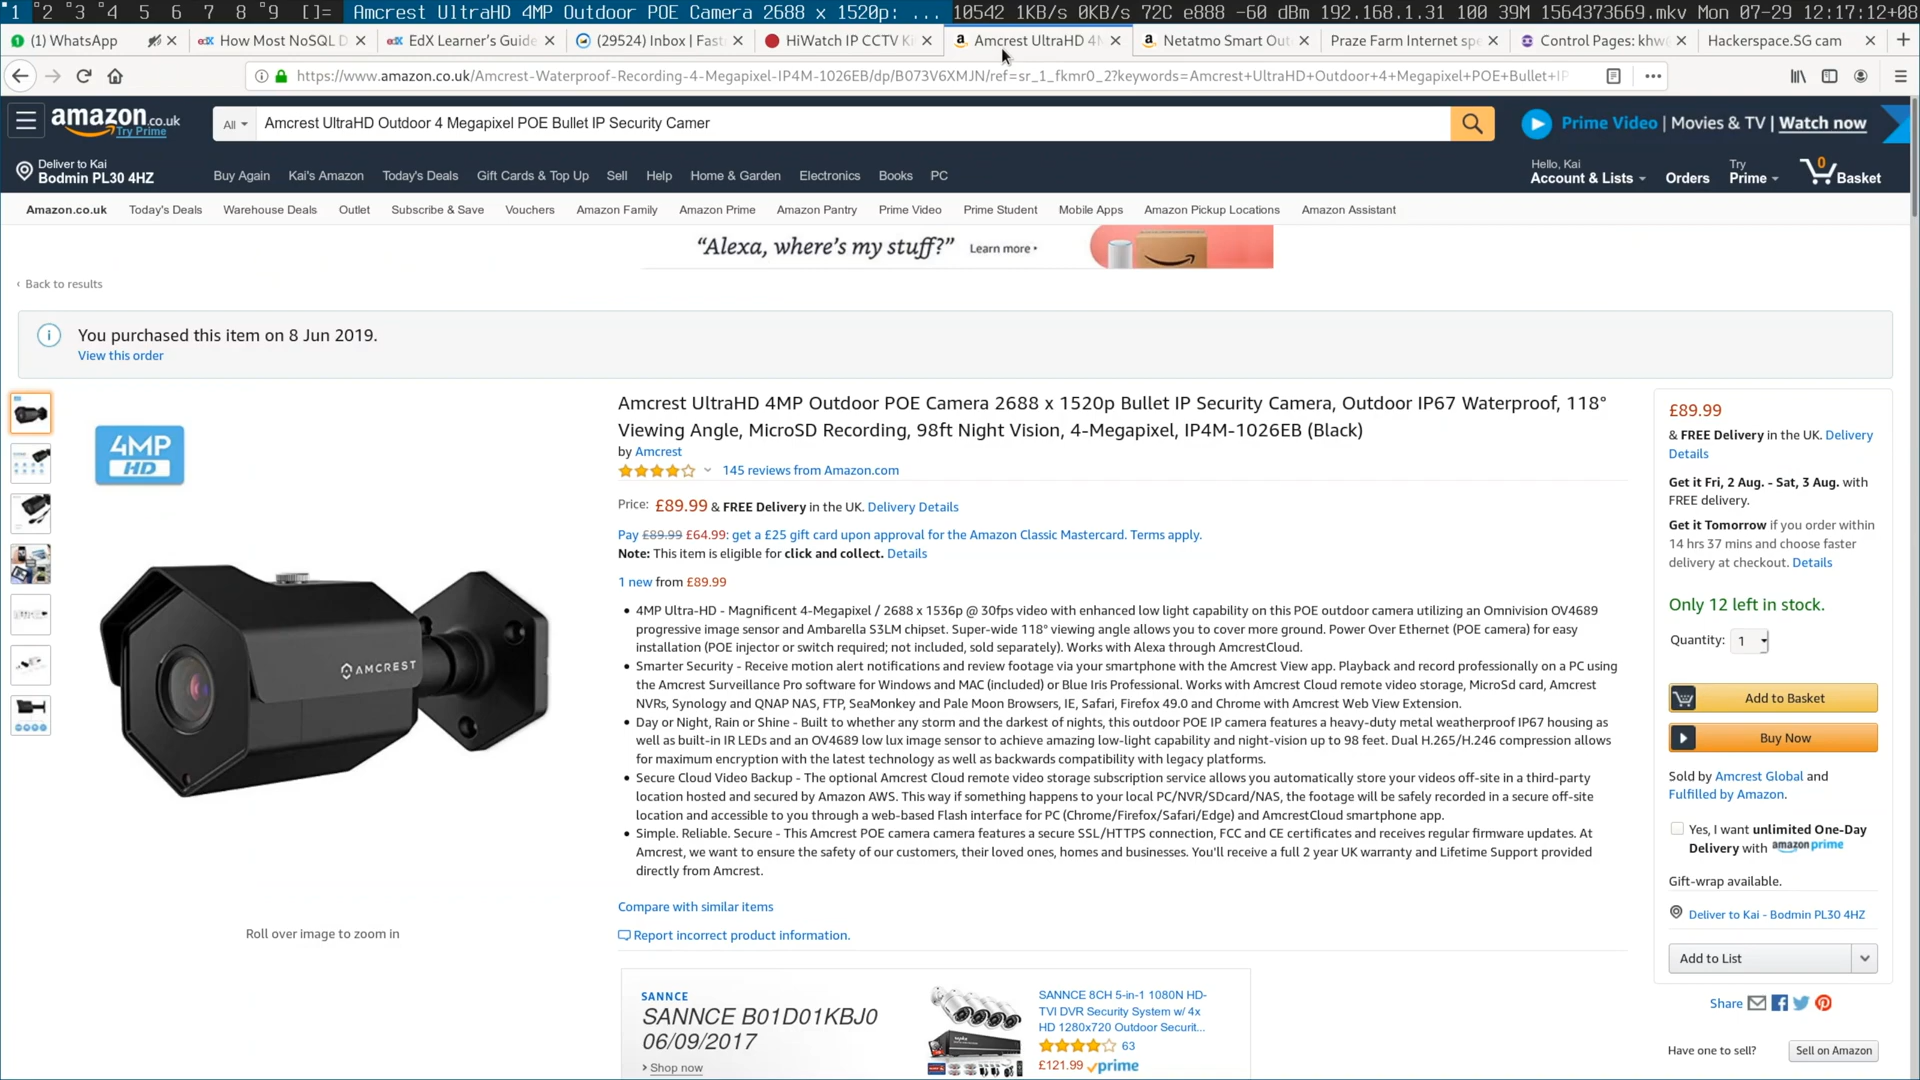 1 2 3 4 5 6 7 8 9 []= Amcrest UltraHD 4MP Outdoor POE Camera 2688 x 1520p: ... 10542 1KB/s 0KB/s 72C e888 -60 dBm 192.168.1.31 100 39M 1564373669.mkv Mon 07-29 12:17:12+08
(1) WhatsApp How Most NoSQL D EdX Learner's Guide (29524) Inbox | Fast HiWatch IP CCTV Ki Amcrest UltraHD 4M Netatmo Smart Out Praze Farm Internet spe Control Pages: khw@ Hackerspace.SG cam
https://www.amazon.co.uk/Amcrest-Waterproof-Recording-4-Megapixel-IP4M-1026EB/dp/B073V6XMJN/ref=sr_1_fkmr0_2?keywords=Amcrest+UltraHD+Outdoor+4+Megapixel+POE+Bullet+IP
amazon.co.uk
Try Prime
All
Amcrest UltraHD Outdoor 4 Megapixel POE Bullet IP Security Camer
Prime Video | Movies & TV | Watch now
Deliver to Kai
Bodmin PL30 4HZ
Buy Again Kai's Amazon Today's Deals Gift Cards & Top Up Sell Help Home & Garden Electronics Books PC
Hello, Kai
Account & Lists
Orders
Try
Prime
0
Basket
Amazon.co.uk Today's Deals Warehouse Deals Outlet Subscribe & Save Vouchers Amazon Family Amazon Prime Amazon Pantry Prime Video Prime Student Mobile Apps Amazon Pickup Locations Amazon Assistant
"Alexa, where's my stuff?" Learn more
‹ Back to results
You purchased this item on 8 Jun 2019.
View this order
4MP
HD
AMCREST
Roll over image to zoom in
Amcrest UltraHD 4MP Outdoor POE Camera 2688 x 1520p Bullet IP Security Camera, Outdoor IP67 Waterproof, 118°
Viewing Angle, MicroSD Recording, 98ft Night Vision, 4-Megapixel, IP4M-1026EB (Black)
by Amcrest
145 reviews from Amazon.com
Price: £89.99 & FREE Delivery in the UK. Delivery Details
Pay £89.99 £64.99: get a £25 gift card upon approval for the Amazon Classic Mastercard. Terms apply.
Note: This item is eligible for click and collect. Details
1 new from £89.99
• 4MP Ultra-HD - Magnificent 4-Megapixel / 2688 x 1536p @ 30fps video with enhanced low light capability on this POE outdoor camera utilizing an Omnivision OV4689
progressive image sensor and Ambarella S3LM chipset. Super-wide 118° viewing angle allows you to cover more ground. Power Over Ethernet (POE camera) for easy
installation (POE injector or switch required; not included, sold separately). Works with Alexa through AmcrestCloud.
• Smarter Security - Receive motion alert notifications and review footage via your smartphone with the Amcrest View app. Playback and record professionally on a PC using
the Amcrest Surveillance Pro software for Windows and MAC (included) or Blue Iris Professional. Works with Amcrest Cloud remote video storage, MicroSd card, Amcrest
NVRs, Synology and QNAP NAS, FTP, SeaMonkey and Pale Moon Browsers, IE, Safari, Firefox 49.0 and Chrome with Amcrest Web View Extension.
• Day or Night, Rain or Shine - Built to whether any storm and the darkest of nights, this outdoor POE IP camera features a heavy-duty metal weatherproof IP67 housing as
well as built-in IR LEDs and an OV4689 low lux image sensor to achieve amazing low-light capability and night-vision up to 98 feet. Dual H.265/H.246 compression allows
for maximum encryption with the latest technology as well as backwards compatibility with legacy platforms.
• Secure Cloud Video Backup - The optional Amcrest Cloud remote video storage subscription service allows you automatically store your videos off-site in a third-party
location hosted and secured by Amazon AWS. This way if something happens to your local PC/NVR/SDcard/NAS, the footage will be safely recorded in a secure off-site
location and accessible to you through a web-based Flash interface for PC (Chrome/Firefox/Safari/Edge) and AmcrestCloud smartphone app.
• Simple. Reliable. Secure - This Amcrest POE camera camera features a secure SSL/HTTPS connection, FCC and CE certificates and receives regular firmware updates. At
Amcrest, we want to ensure the safety of our customers, their loved ones, homes and businesses. You'll receive a full 2 year UK warranty and Lifetime Support provided
directly from Amcrest.
Compare with similar items
Report incorrect product information.
SANNCE
SANNCE B01D01KBJ0
06/09/2017
› Shop now
SANNCE 8CH 5-in-1 1080N HD-
TVI DVR Security System w/ 4x
HD 1280x720 Outdoor Securit...
63
£121.99 prime
£89.99
& FREE Delivery in the UK. Delivery
Details
Get it Fri, 2 Aug. - Sat, 3 Aug. with
FREE delivery.
Get it Tomorrow if you order within
14 hrs 37 mins and choose faster
delivery at checkout. Details
Only 12 left in stock.
Quantity: 1
Add to Basket
Buy Now
Sold by Amcrest Global and
Fulfilled by Amazon.
Yes, I want unlimited One-Day
Delivery with amazon prime
Gift-wrap available.
Deliver to Kai - Bodmin PL30 4HZ
Add to List
Share
Have one to sell? Sell on Amazon